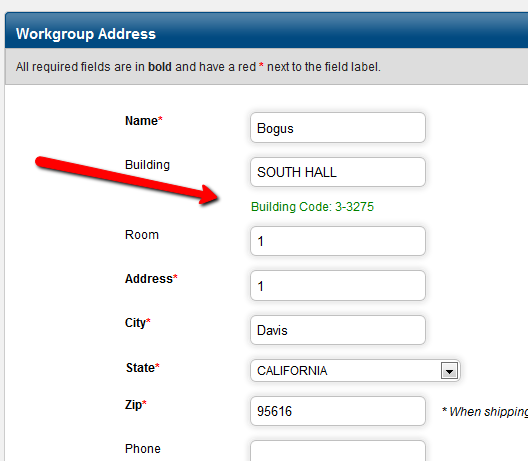 Workgroup Address
All required fields are in bold and have a red * next to the field label.
Name* Bogus
Building SOUTH HALL
Building Code: 3-3275
Room 1
Address* 1
City* Davis
State* CALIFORNIA
Zip* 95616 * When shipping
Phone